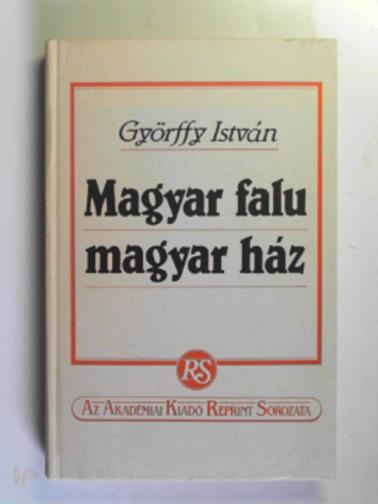 Györffy István
Magyar falu
magyar ház
RS
Az Akadémiai Kiadó Reprint Sorozata